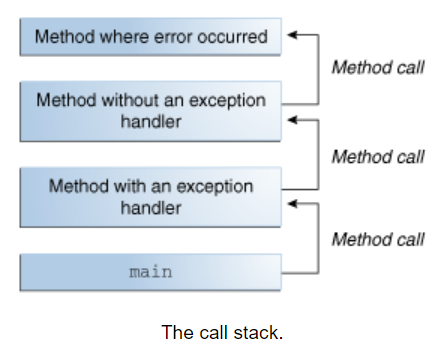 Method where error occurred
Method call
Method without an exception
handler
Method call
Method with an exception
handler
Method call
main
The call stack.